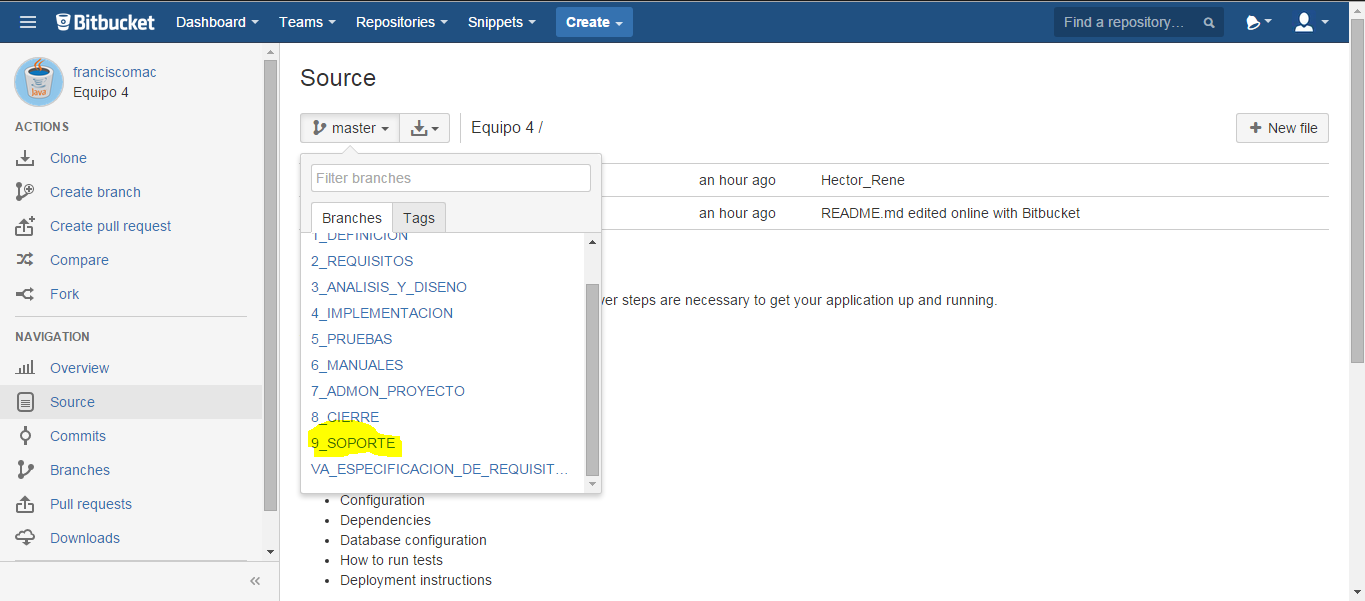 Bitbucket Dashboard Teams Repositories Snippets Create Find a repository...
franciscomac
Equipo 4
ACTIONS
Clone
Create branch
Create pull request
Compare
Fork
NAVIGATION
Overview
Source
Commits
Branches
Pull requests
Downloads
Source
master Equipo 4 / New file
Filter branches
Branches Tags
1_DEFINICION
2_REQUISITOS
3_ANALISIS_Y_DISENO
4_IMPLEMENTACION
5_PRUEBAS
6_MANUALES
7_ADMON_PROYECTO
8_CIERRE
9_SOPORTE
VA_ESPECIFICACION_DE_REQUISIT...
an hour ago Hector_Rene
an hour ago README.md edited online with Bitbucket
ver steps are necessary to get your application up and running.
Configuration
Dependencies
Database configuration
How to run tests
Deployment instructions